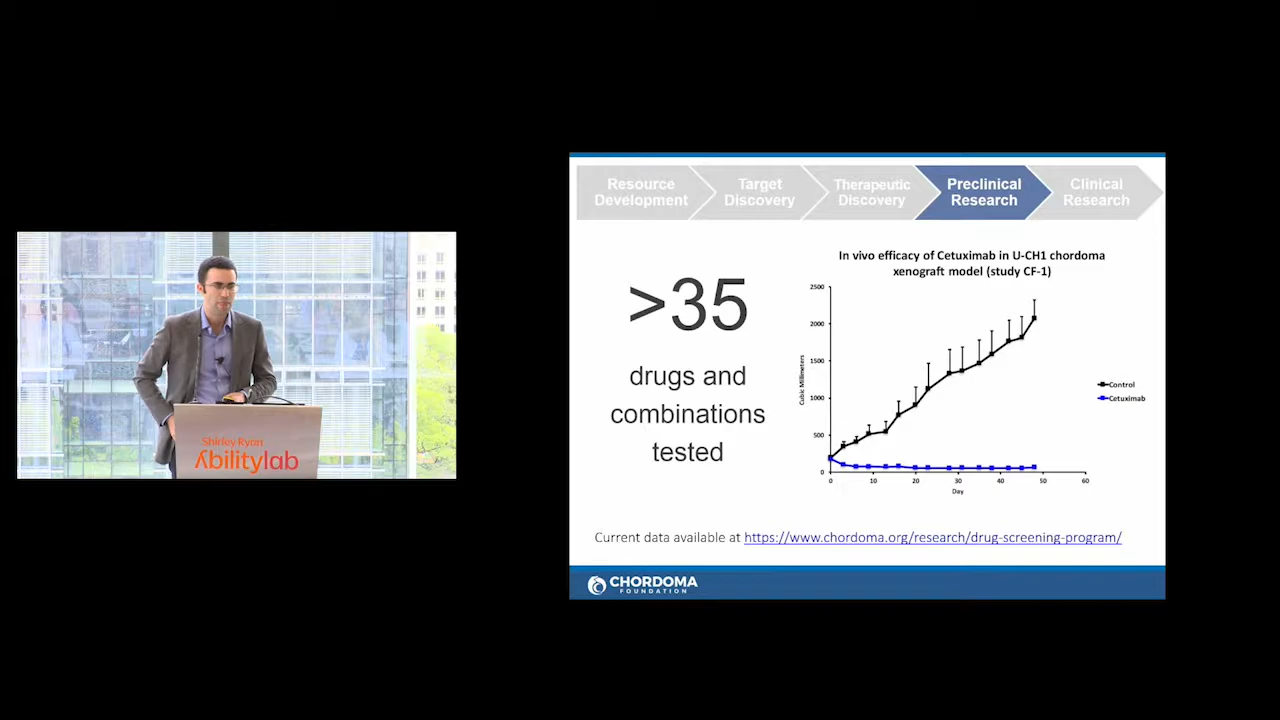 Resource
Development
Target
Discovery
Therapeutic
Discovery
Preclinical
Research
Clinical
Research
>35
drugs and
combinations
tested
In vivo efficacy of Cetuximab in U-CH1 chordoma
xenograft model (study CF-1)
2500
2000
1500
1000
500
0
Cubic Millimeters
0 10 20 30 40 50 60
Day
Control
Cetuximab
Current data available at https://www.chordoma.org/research/drug-screening-program/
CHORDOMA
FOUNDATION
Shirley Ryan
Abilitylab